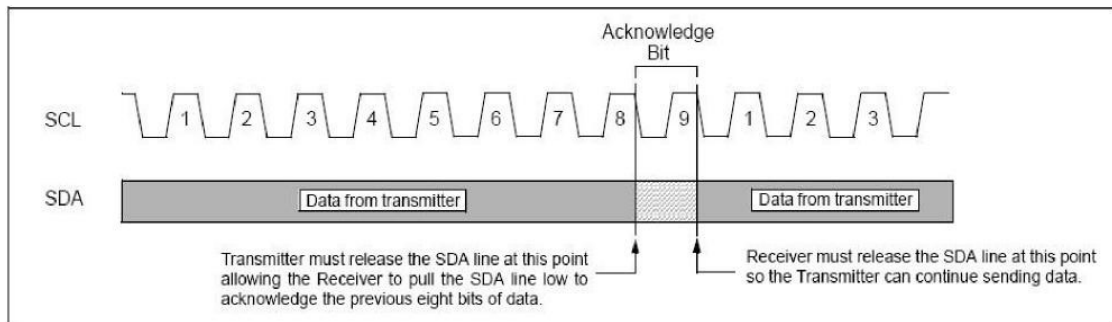 Acknowledge
Bit
SCL 1 2 3 4 5 6 7 8 9 1 2 3
SDA Data from transmitter Data from transmitter
Transmitter must release the SDA line at this point
allowing the Receiver to pull the SDA line low to
acknowledge the previous eight bits of data.
Receiver must release the SDA line at this point
so the Transmitter can continue sending data.